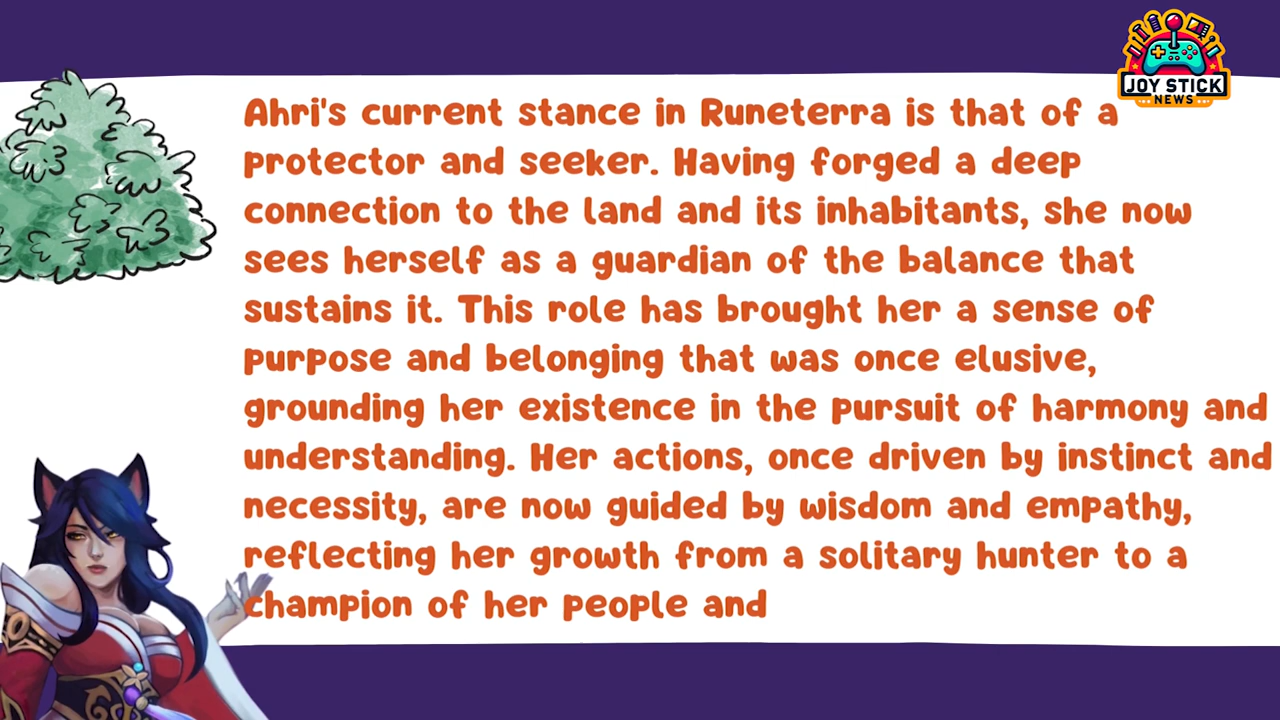 JOY STICK
NEWS
Ahri's current stance in Runeterra is that of a
protector and seeker. Having forged a deep
connection to the land and its inhabitants, she now
sees herself as a guardian of the balance that
sustains it. This role has brought her a sense of
purpose and belonging that was once elusive,
grounding her existence in the pursuit of harmony and
understanding. Her actions, once driven by instinct and
necessity, are now guided by wisdom and empathy,
reflecting her growth from a solitary hunter to a
champion of her people and